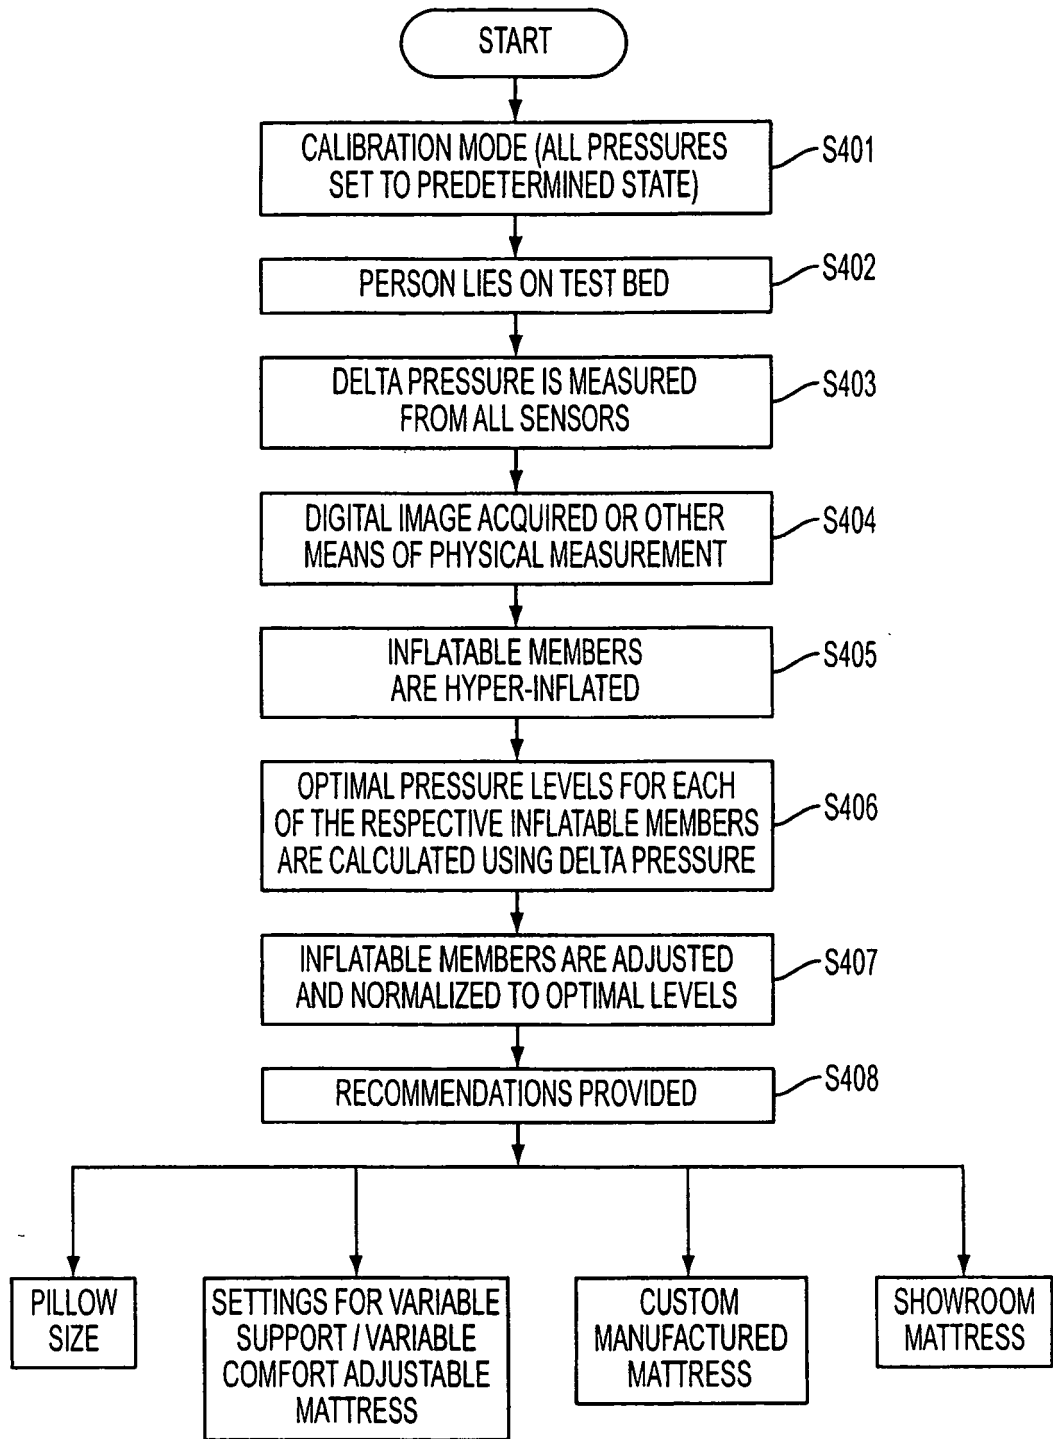 START
CALIBRATION MODE (ALL PRESSURES
SET TO PREDETERMINED STATE)
S401
PERSON LIES ON TEST BED
S402
DELTA PRESSURE IS MEASURED
FROM ALL SENSORS
S403
DIGITAL IMAGE ACQUIRED OR OTHER
MEANS OF PHYSICAL MEASUREMENT
S404
INFLATABLE MEMBERS
ARE HYPER-INFLATED
S405
OPTIMAL PRESSURE LEVELS FOR EACH
OF THE RESPECTIVE INFLATABLE MEMBERS
ARE CALCULATED USING DELTA PRESSURE
S406
INFLATABLE MEMBERS ARE ADJUSTED
AND NORMALIZED TO OPTIMAL LEVELS
S407
RECOMMENDATIONS PROVIDED
S408
PILLOW
SIZE
SETTINGS FOR VARIABLE
SUPPORT / VARIABLE
COMFORT ADJUSTABLE
MATTRESS
CUSTOM
MANUFACTURED
MATTRESS
SHOWROOM
MATTRESS